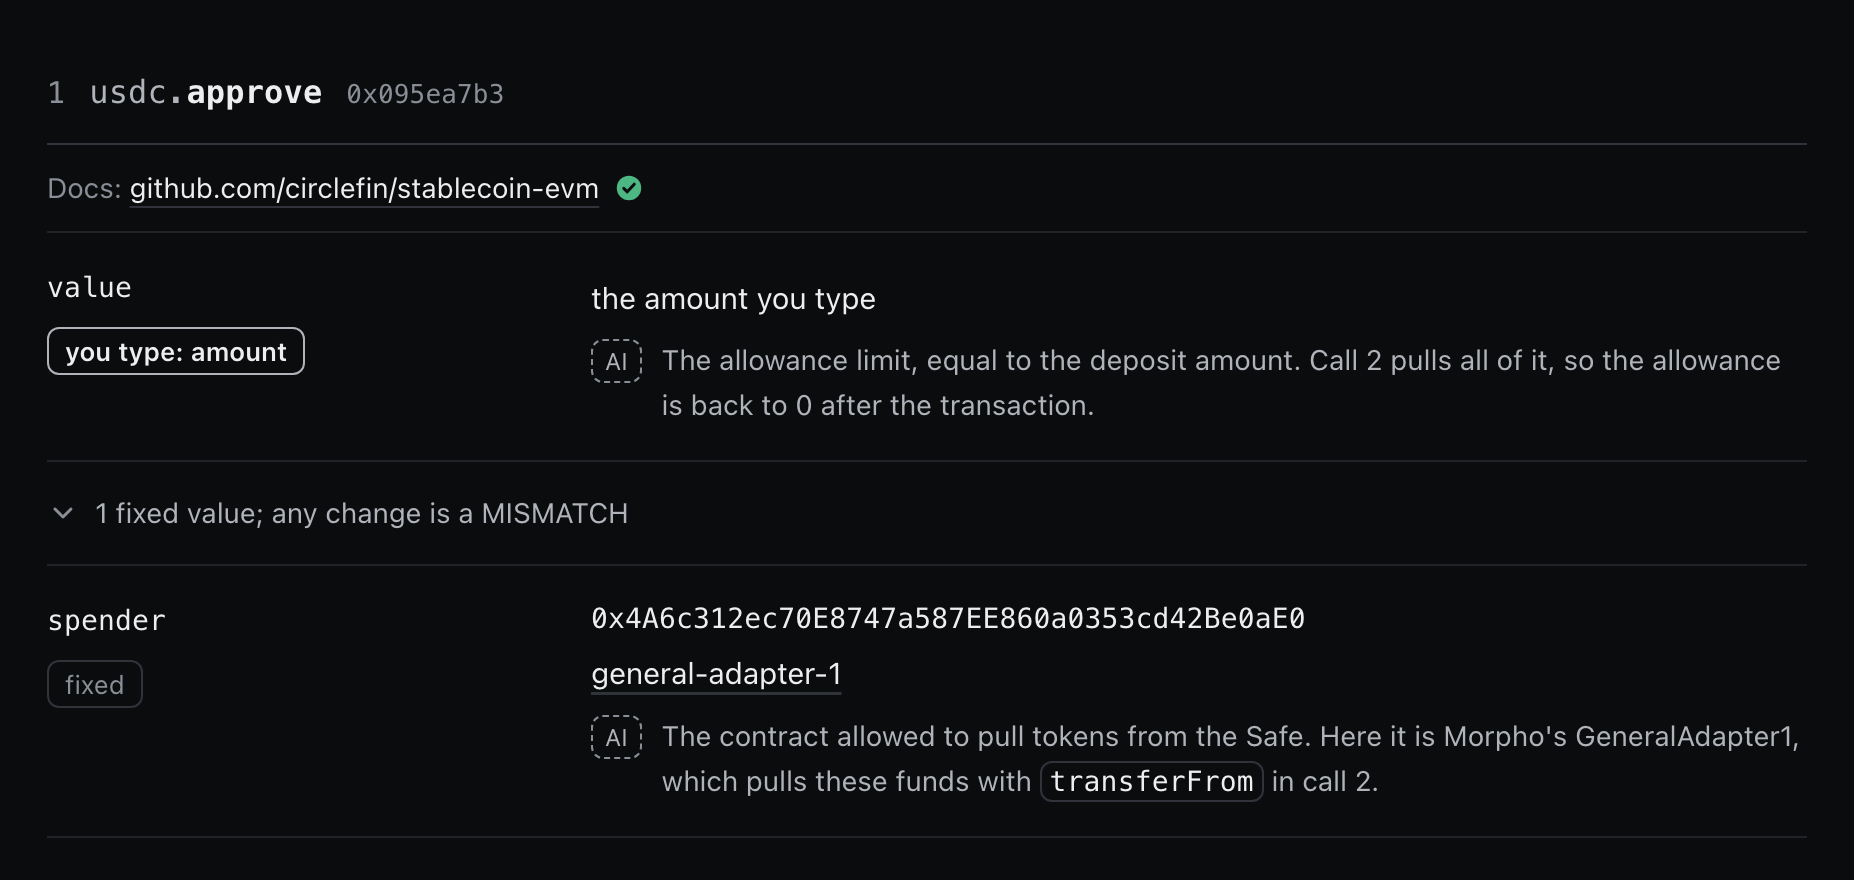 1 usdc.approve 0x095ea7b3
Docs: github.com/circlefin/stablecoin-evm
value
the amount you type
you type: amount
AI The allowance limit, equal to the deposit amount. Call 2 pulls all of it, so the allowance
is back to 0 after the transaction.
1 fixed value; any change is a MISMATCH
spender
0x4A6c312ec70E8747a587EE860a0353cd42Be0aE0
fixed
general-adapter-1
AI The contract allowed to pull tokens from the Safe. Here it is Morpho's GeneralAdapter1,
which pulls these funds with transferFrom in call 2.